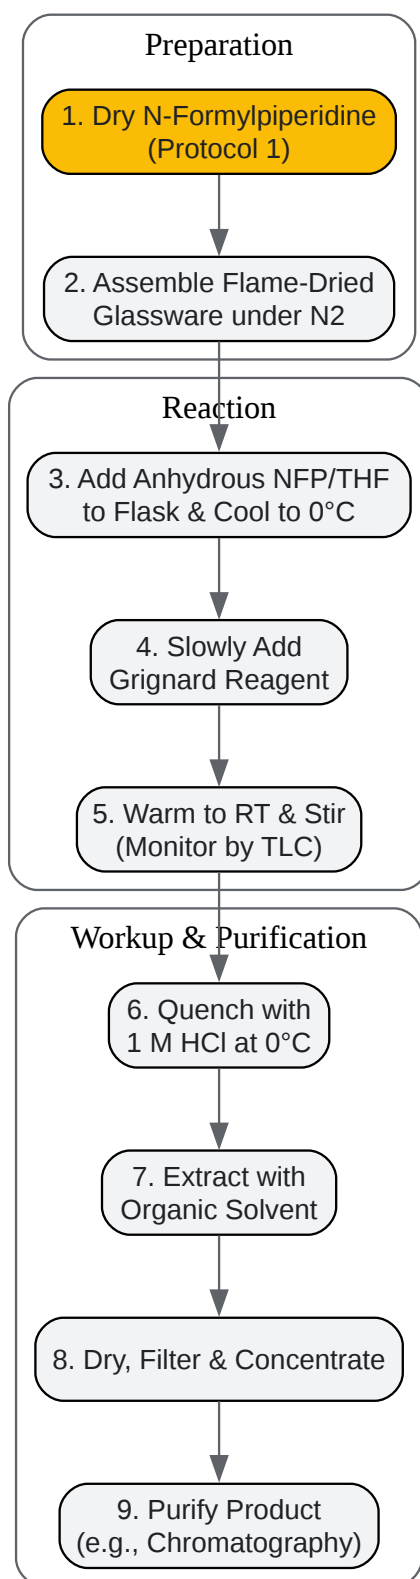 Preparation
1. Dry N-Formylpiperidine
(Protocol 1)
2. Assemble Flame-Dried
Glassware under N2
Reaction
3. Add Anhydrous NFP/THF
to Flask & Cool to 0°C
4. Slowly Add
Grignard Reagent
5. Warm to RT & Stir
(Monitor by TLC)
Workup & Purification
6. Quench with
1 M HCl at 0°C
7. Extract with
Organic Solvent
8. Dry, Filter & Concentrate
9. Purify Product
(e.g., Chromatography)